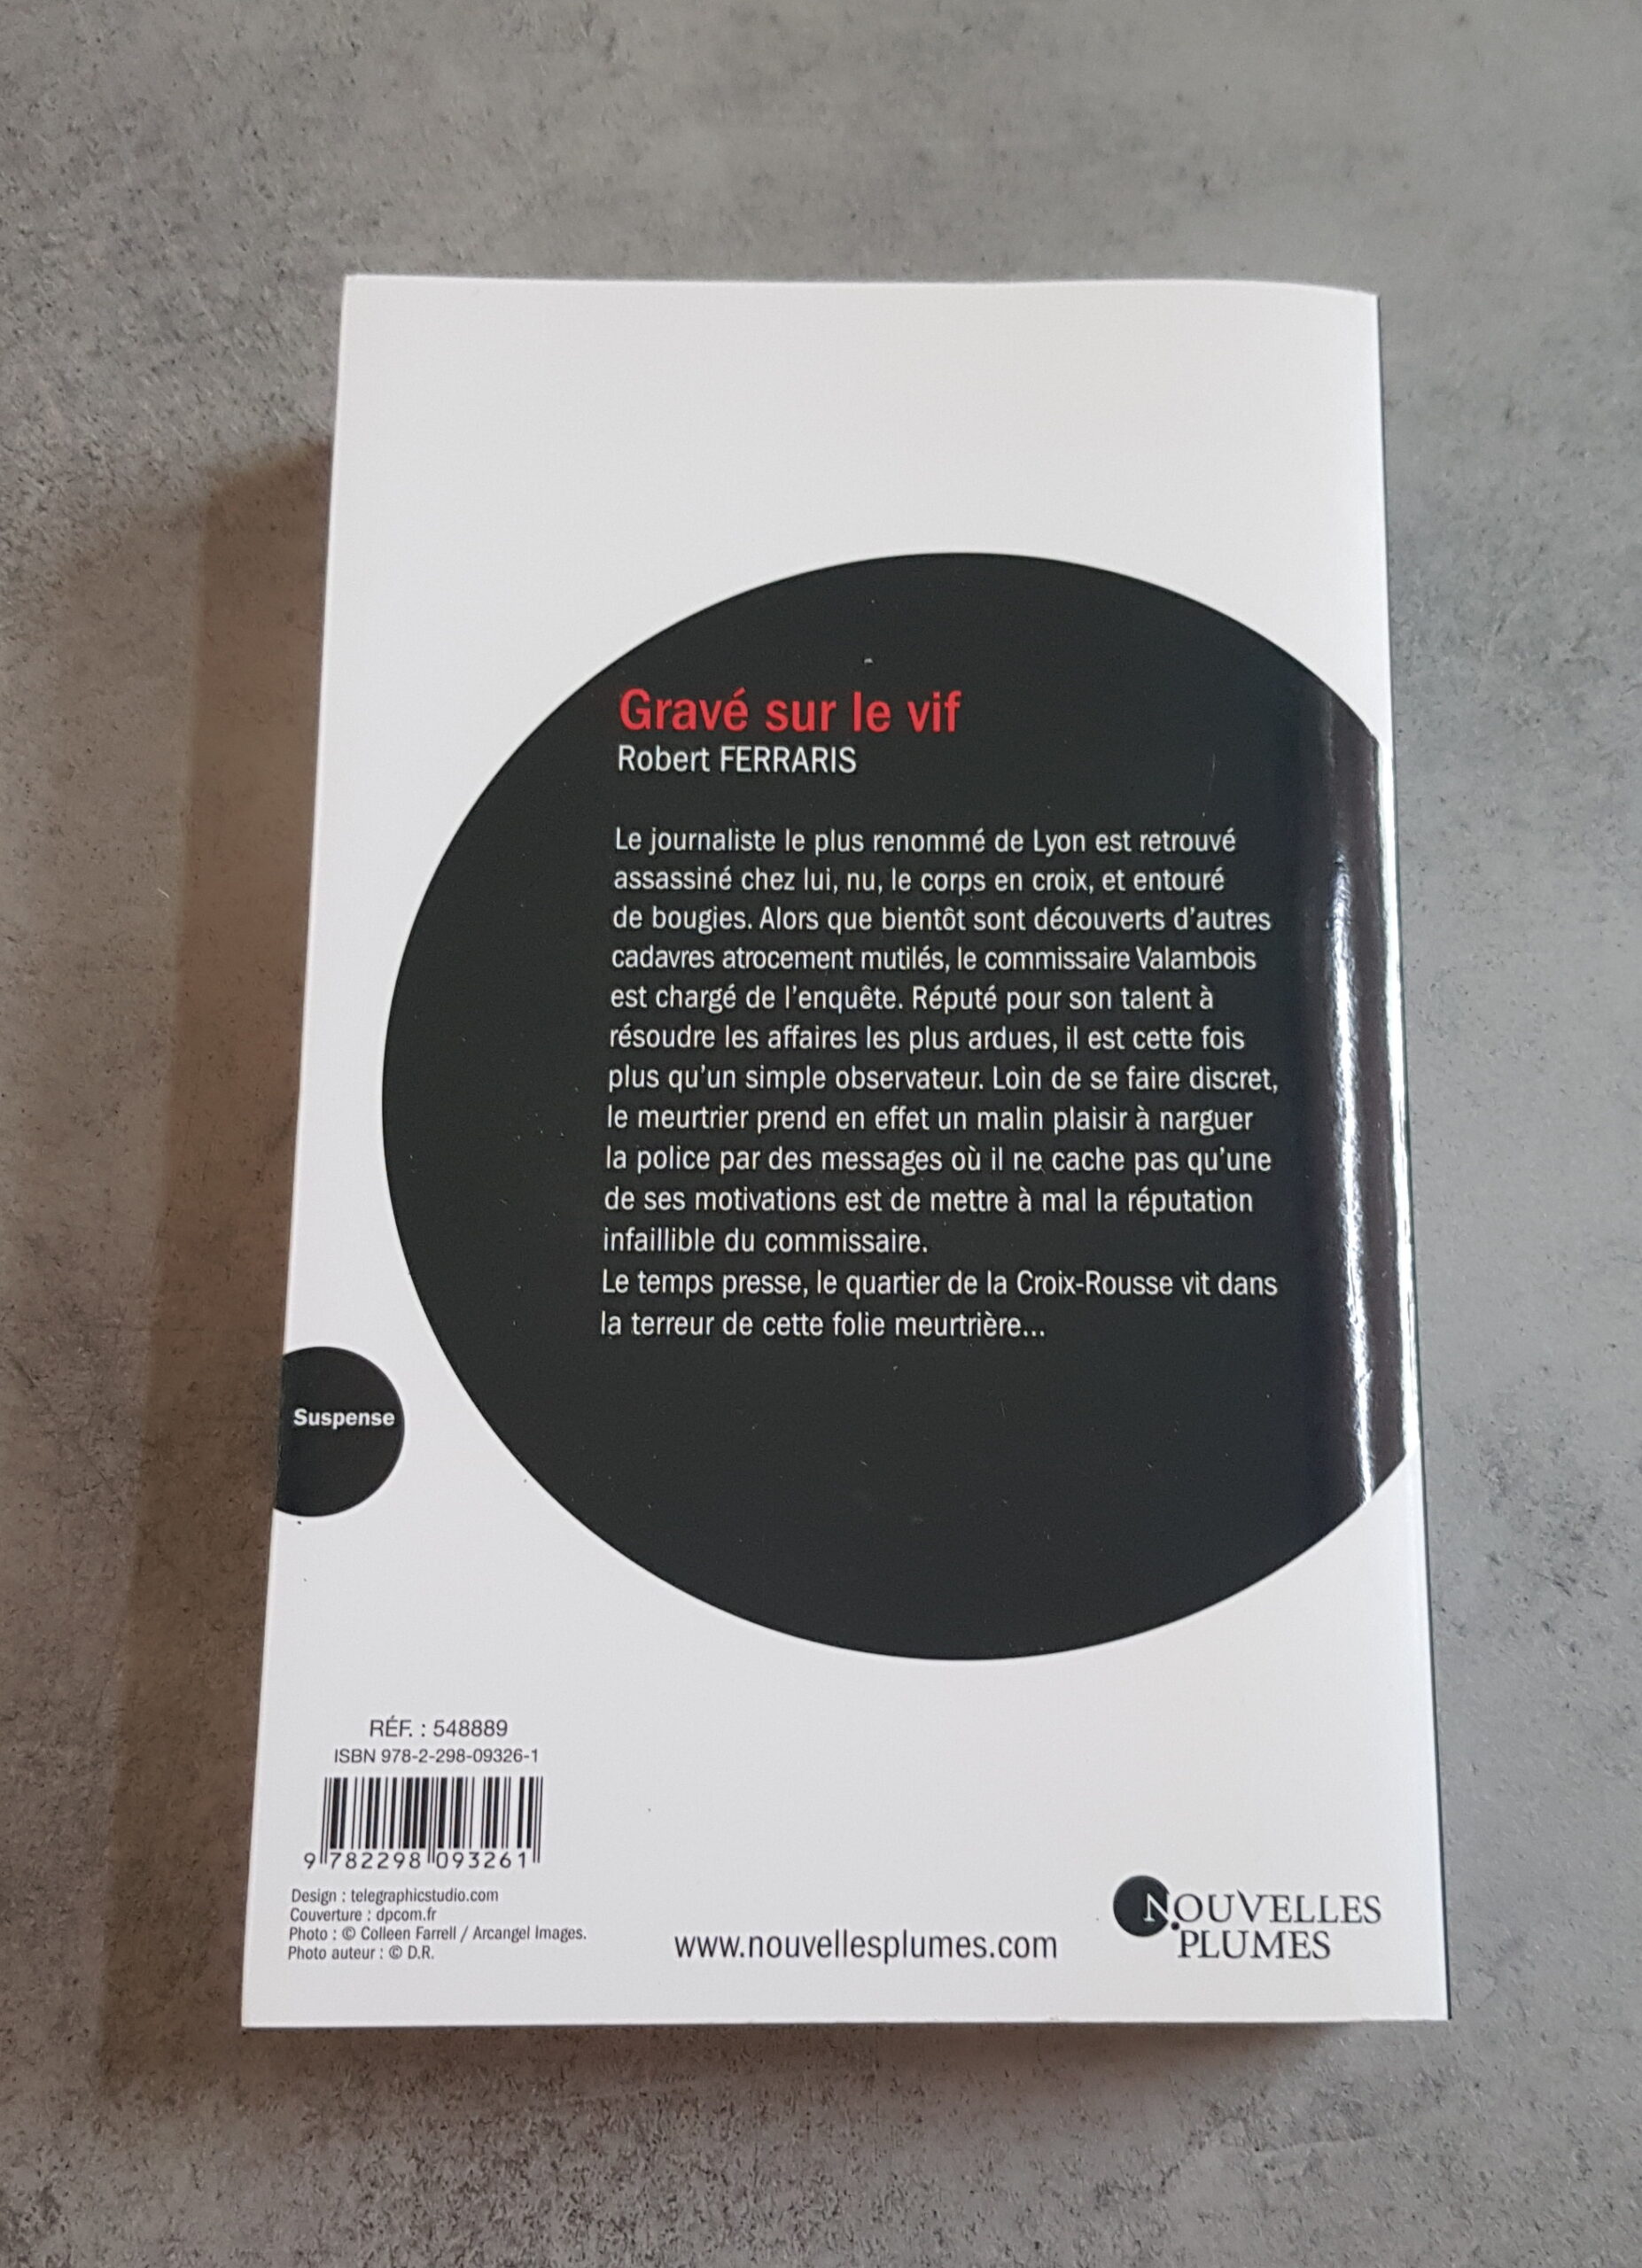 Gravé sur le vif
Robert FERRARIS
Le journaliste le plus renommé de Lyon est retrouvé
assassiné chez lui, nu, le corps en croix, et entouré
de bougies. Alors que bientôt sont découverts d'autres
cadavres atrocement mutilés, le commissaire Valambois
est chargé de l'enquête. Réputé pour son talent à
résoudre les affaires les plus ardues, il est cette fois
plus qu'un simple observateur. Loin de se faire discret,
le meurtrier prend en effet un malin plaisir à narguer
la police par des messages où il ne cache pas qu'une
de ses motivations est de mettre à mal la réputation
infaillible du commissaire.
Le temps presse, le quartier de la Croix-Rousse vit dans
la terreur de cette folie meurtrière...
Suspense
RÉF. : 548889
ISBN 978-2-298-09326-1
9 782298 093261
Design : telegraphicstudio.com
Couverture : dpcom.fr
Photo : © Colleen Farrell / Arcangel Images.
Photo auteur : © D.R.
www.nouvellesplumes.com
NOUVELLES
PLUMES